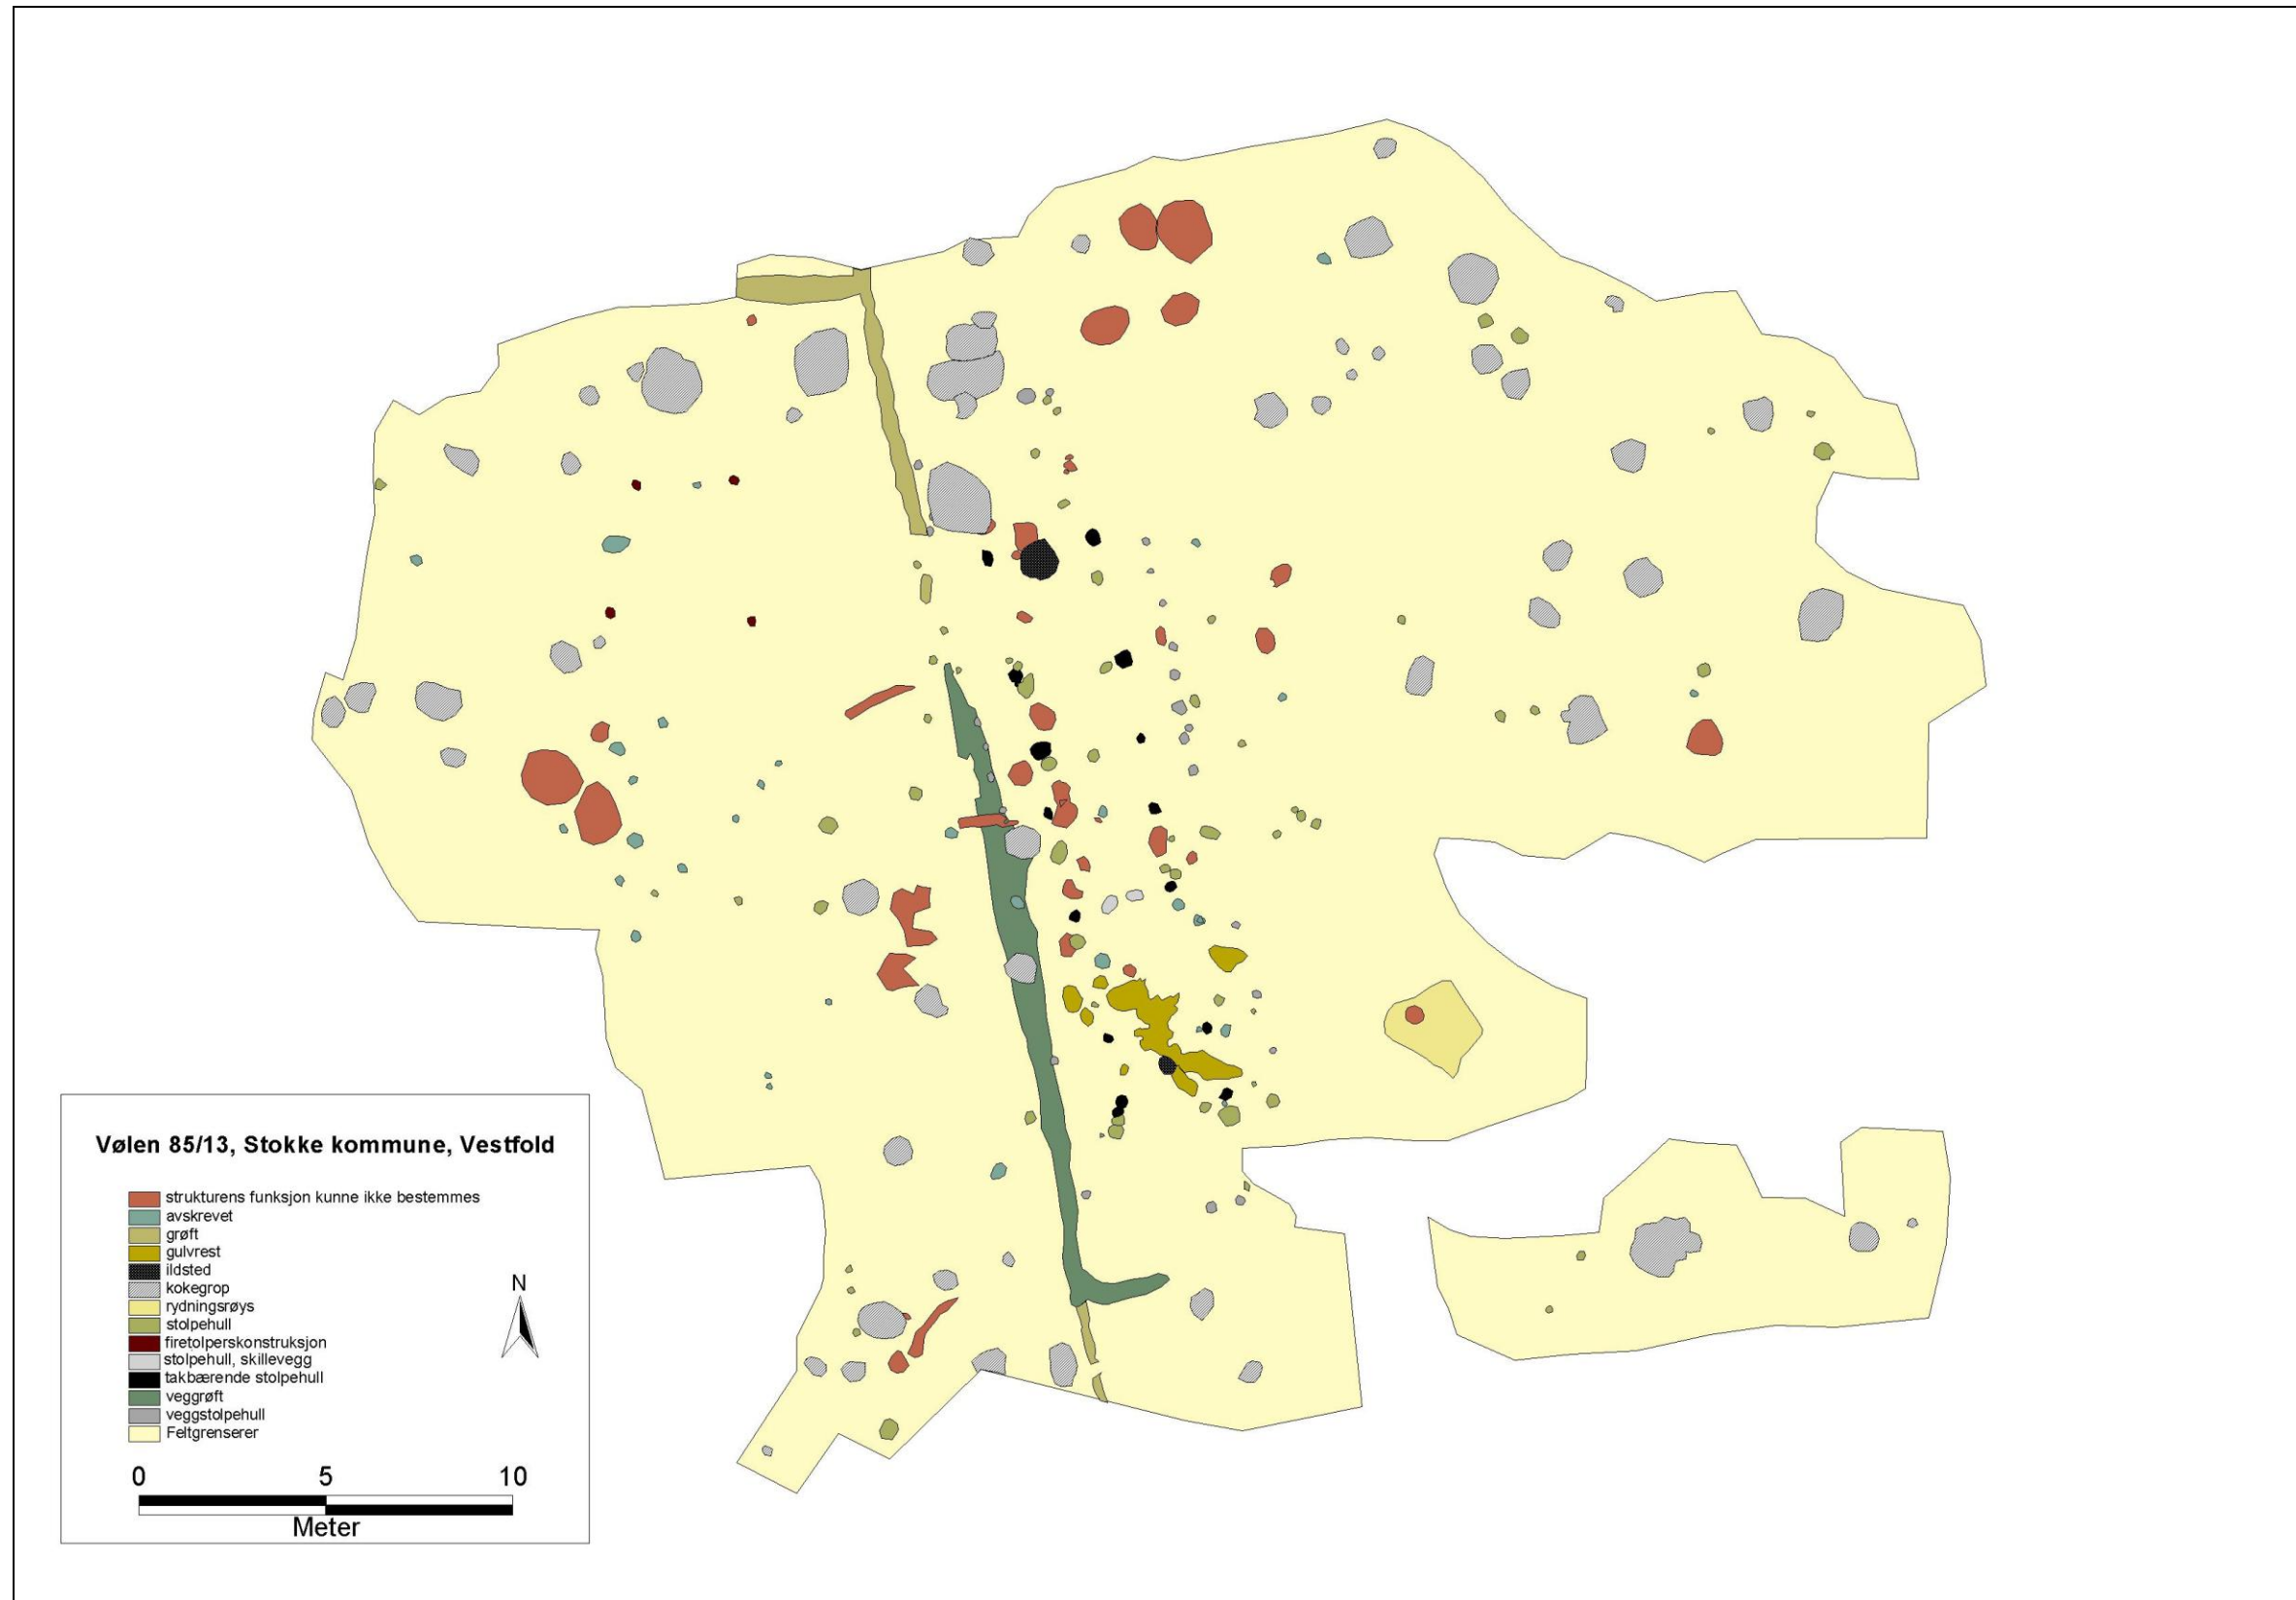 Vølen 85/13, Stokke kommune, Vestfold
strukturens funksjon kunne ikke bestemmes
avskrevet
grøft
gulvrest
ildsted
kokegrop
rydningsrøys
stolpehull
firetolperskonstruksjon
stolpehull, skillevegg
takbærende stolpehull
veggrøft
veggstolpehull
Feltgrenserer
N
0 5 10
Meter